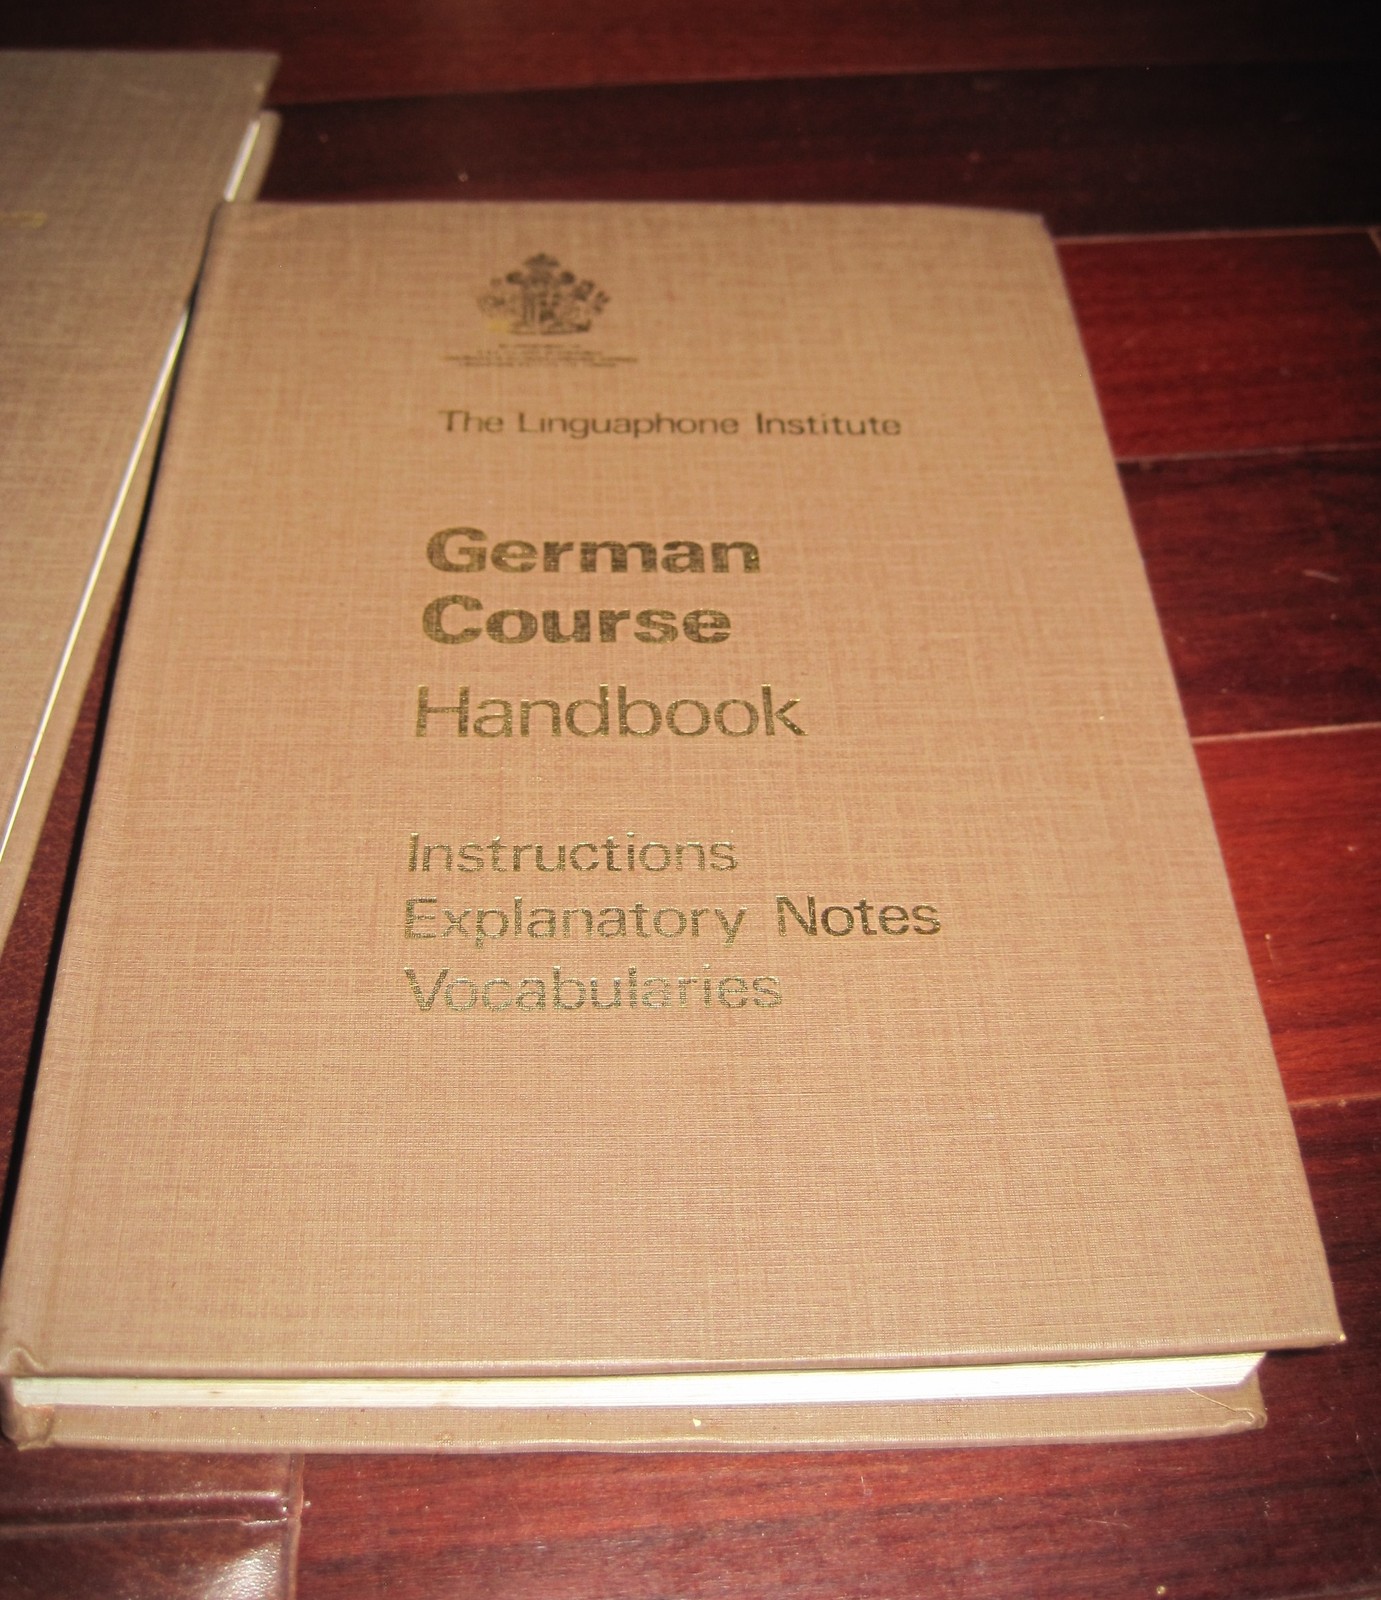 The Linguaphone Institute
German
Course
Handbook
Instructions
Explanatory Notes
Vocabularies